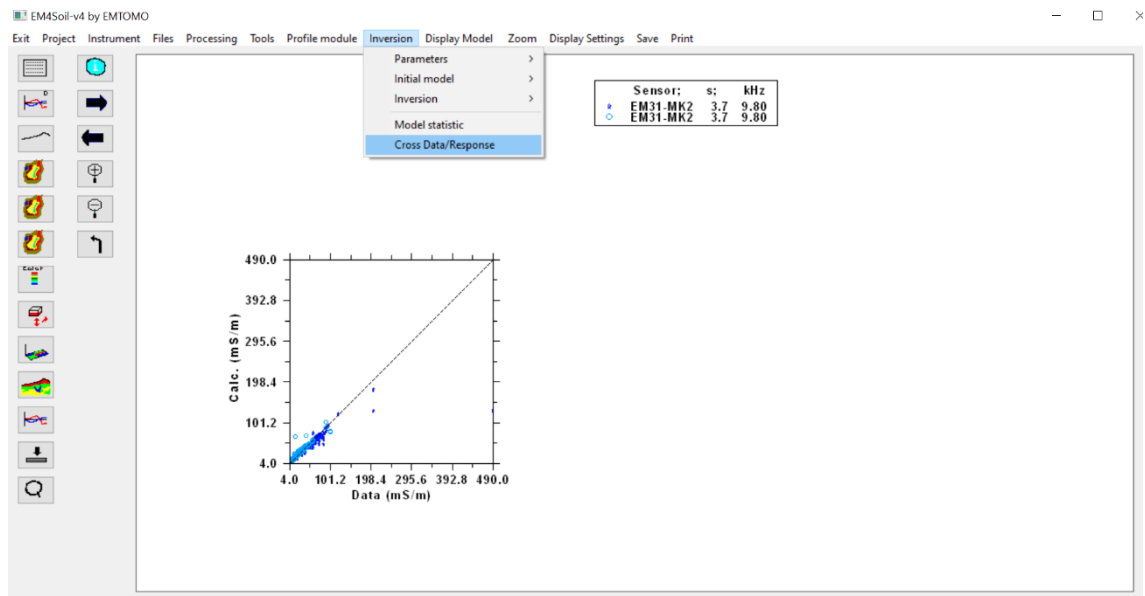 EM4Soil-v4 by EMTOMO
Exit Project Instrument Files Processing Tools Profile module Inversion Display Model Zoom Display Settings Save Print
Parameters
Initial model
Inversion
Model statistic
Cross Data/Response
Sensor; s; kHz
EM31-MK2 3.7 9.80
EM31-MK2 3.7 9.80
490.0
392.8
295.6
198.4
101.2
4.0
Calc. (mS/m)
4.0 101.2 198.4 295.6 392.8 490.0
Data (mS/m)